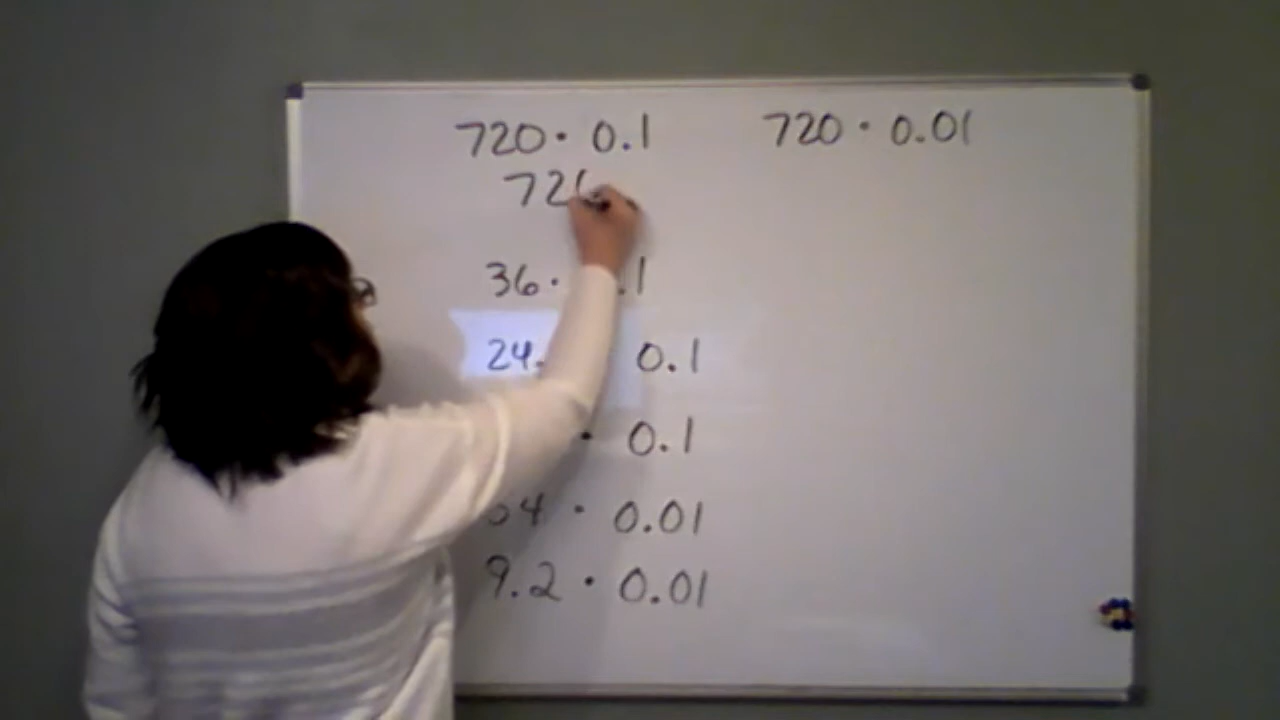 720 · 0.1
720 · 0.01
72
36 · .1
24. 0.1
· 0.1
4 · 0.01
9.2 · 0.01